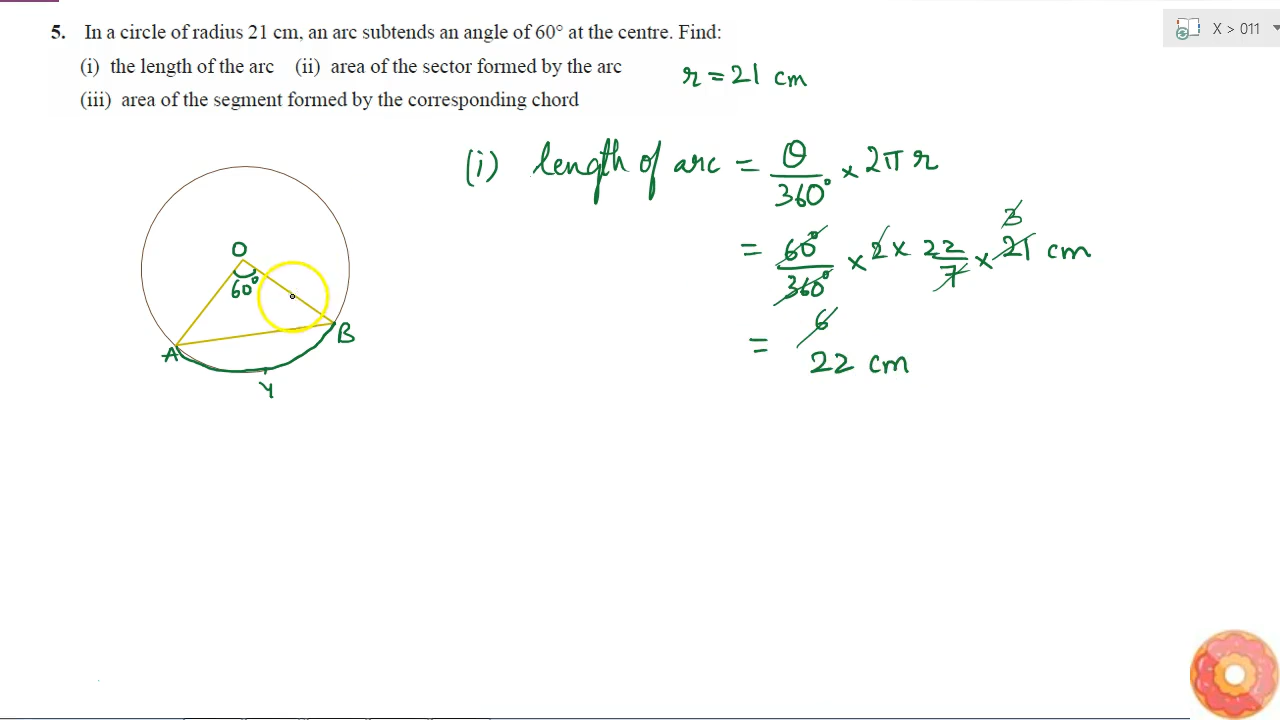 5. In a circle of radius 21 cm, an arc subtends an angle of 60° at the centre. Find:
(i) the length of the arc (ii) area of the sector formed by the arc
(iii) area of the segment formed by the corresponding chord
X > 011
r = 21 cm
(i) length of arc = θ/360° × 2πr
= 60°/360° × 2 × 22/7 × 21 cm
3
6
= 22 cm
O
60°
A
B
Y